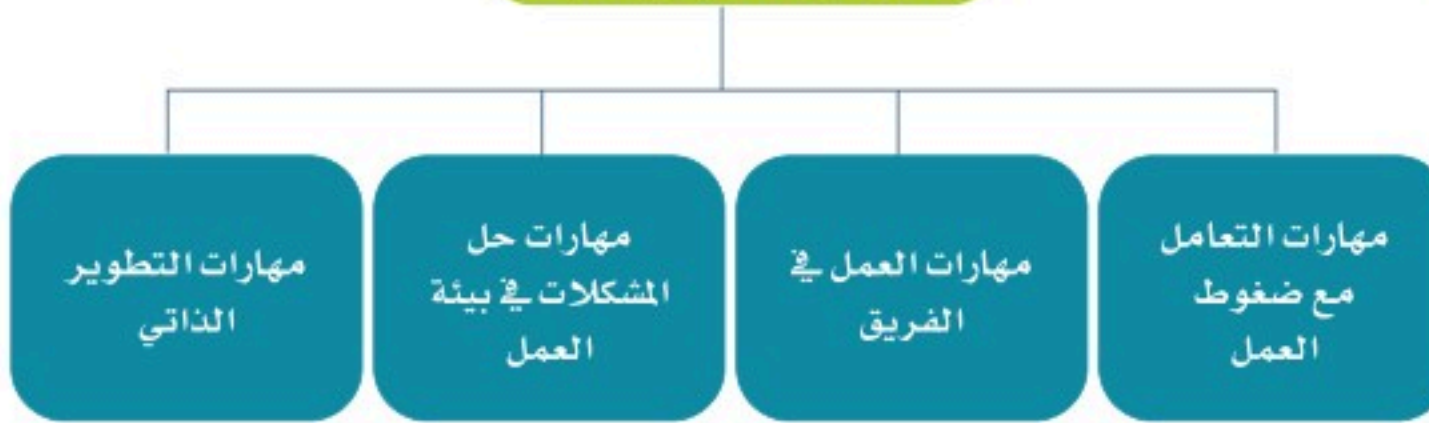 مهارات التعامل
مع ضغوط
العمل
مهارات العمل في
الفريق
مهارات حل
المشكلات في بيئة
العمل
مهارات التطوير
الذاتي